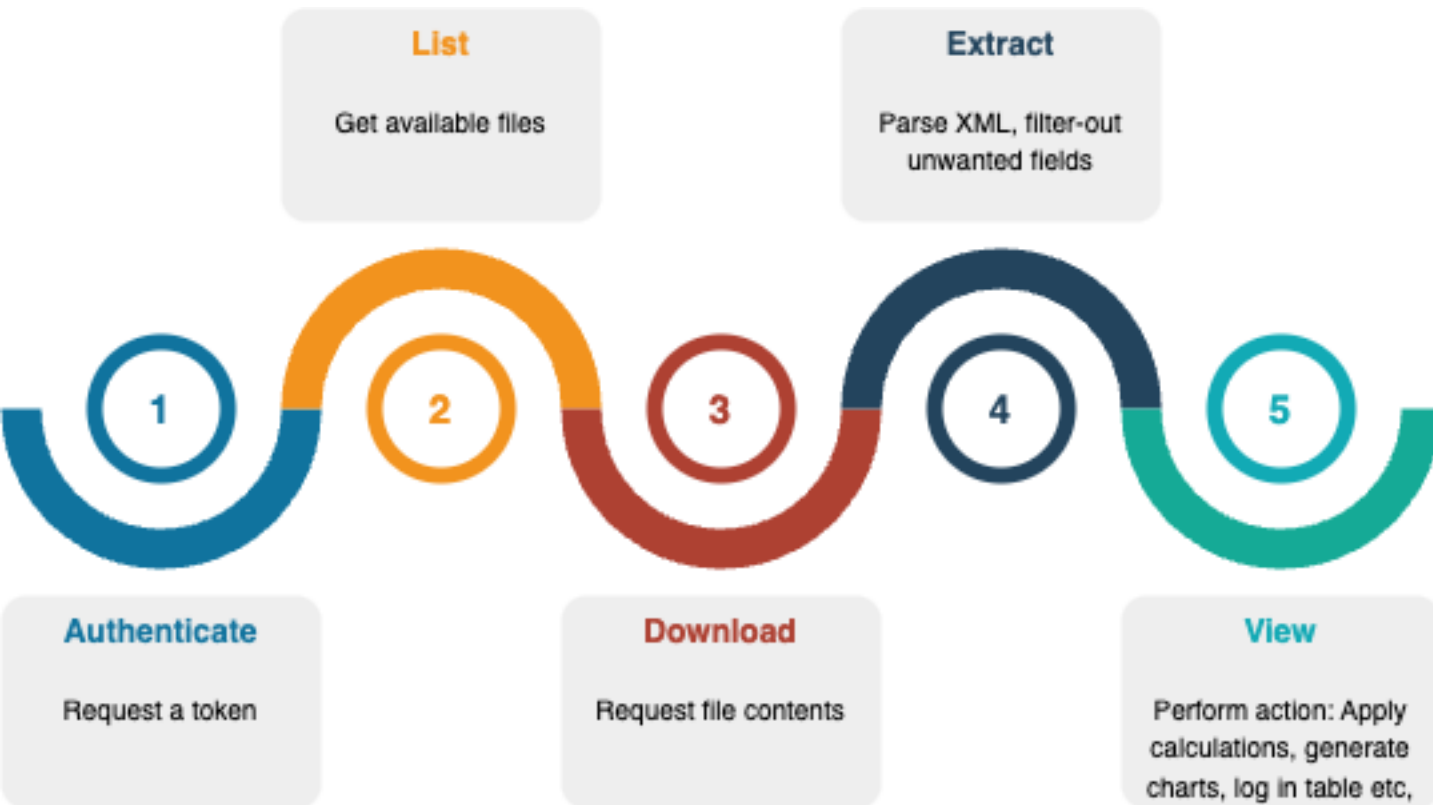 List
Get available files
Extract
Parse XML, filter-out
unwanted fields
1
2
3
4
5
Authenticate
Request a token
Download
Request file contents
View
Perform action: Apply
calculations, generate
charts, log in table etc,